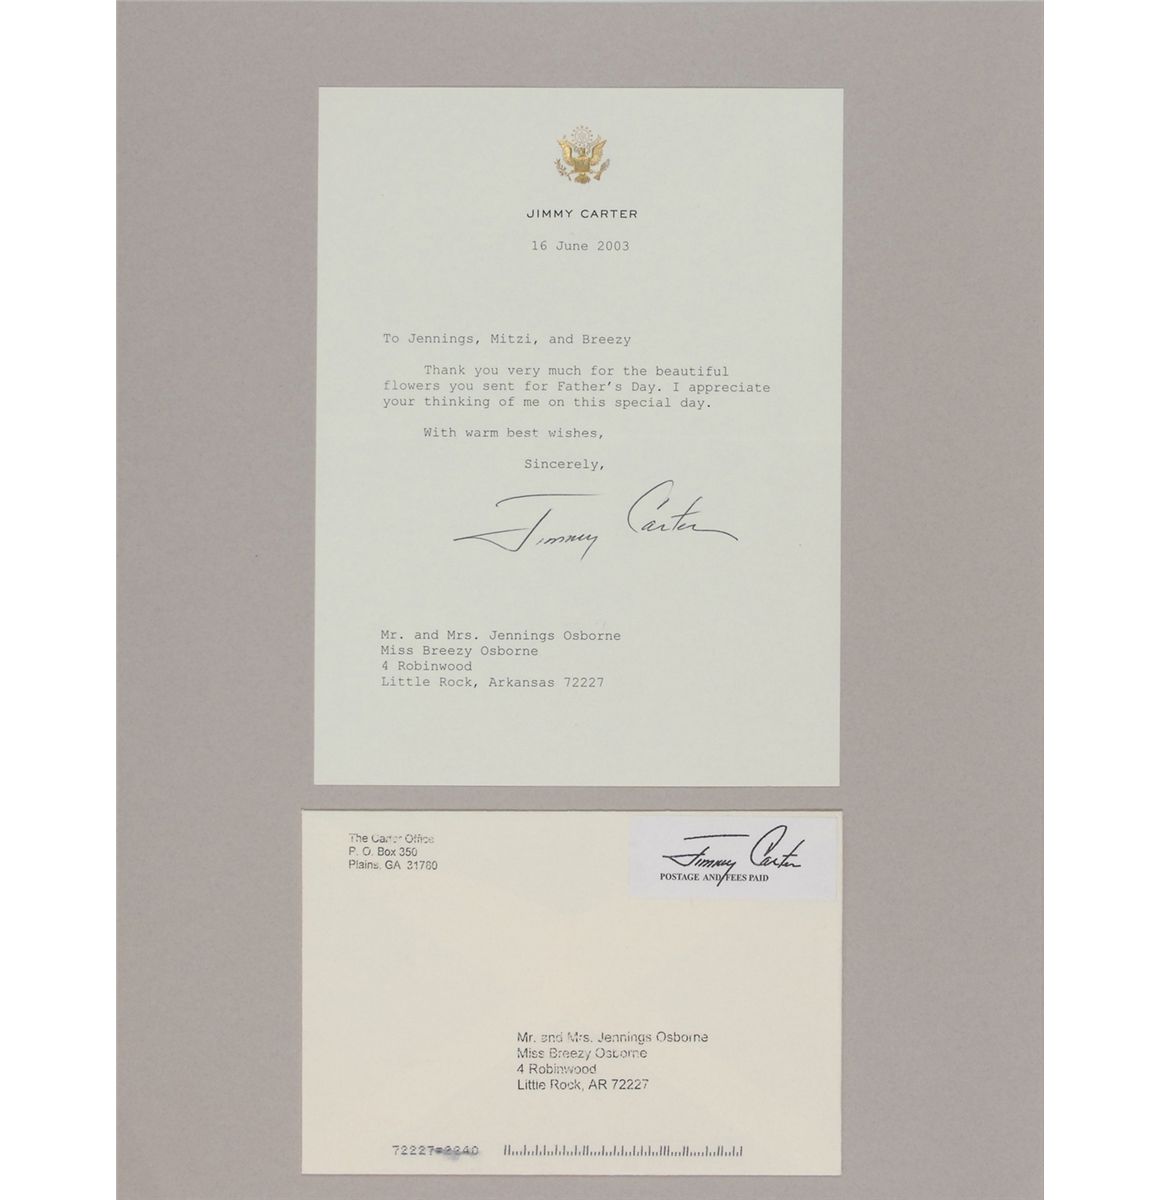 JIMMY CARTER
16 June 2003
To Jennings, Mitzi, and Breezy
Thank you very much for the beautiful
flowers you sent for Father's Day. I appreciate
your thinking of me on this special day.
With warm best wishes,
Sincerely,
Jimmy Carter
Mr. and Mrs. Jennings Osborne
Miss Breezy Osborne
4 Robinwood
Little Rock, Arkansas 72227
The Carter Office
P. O. Box 350
Plains, GA 31780
Jimmy Carter
POSTAGE AND FEES PAID
Mr. and Mrs. Jennings Osborne
Miss Breezy Osborne
4 Robinwood
Little Rock, AR 72227
72227=2240